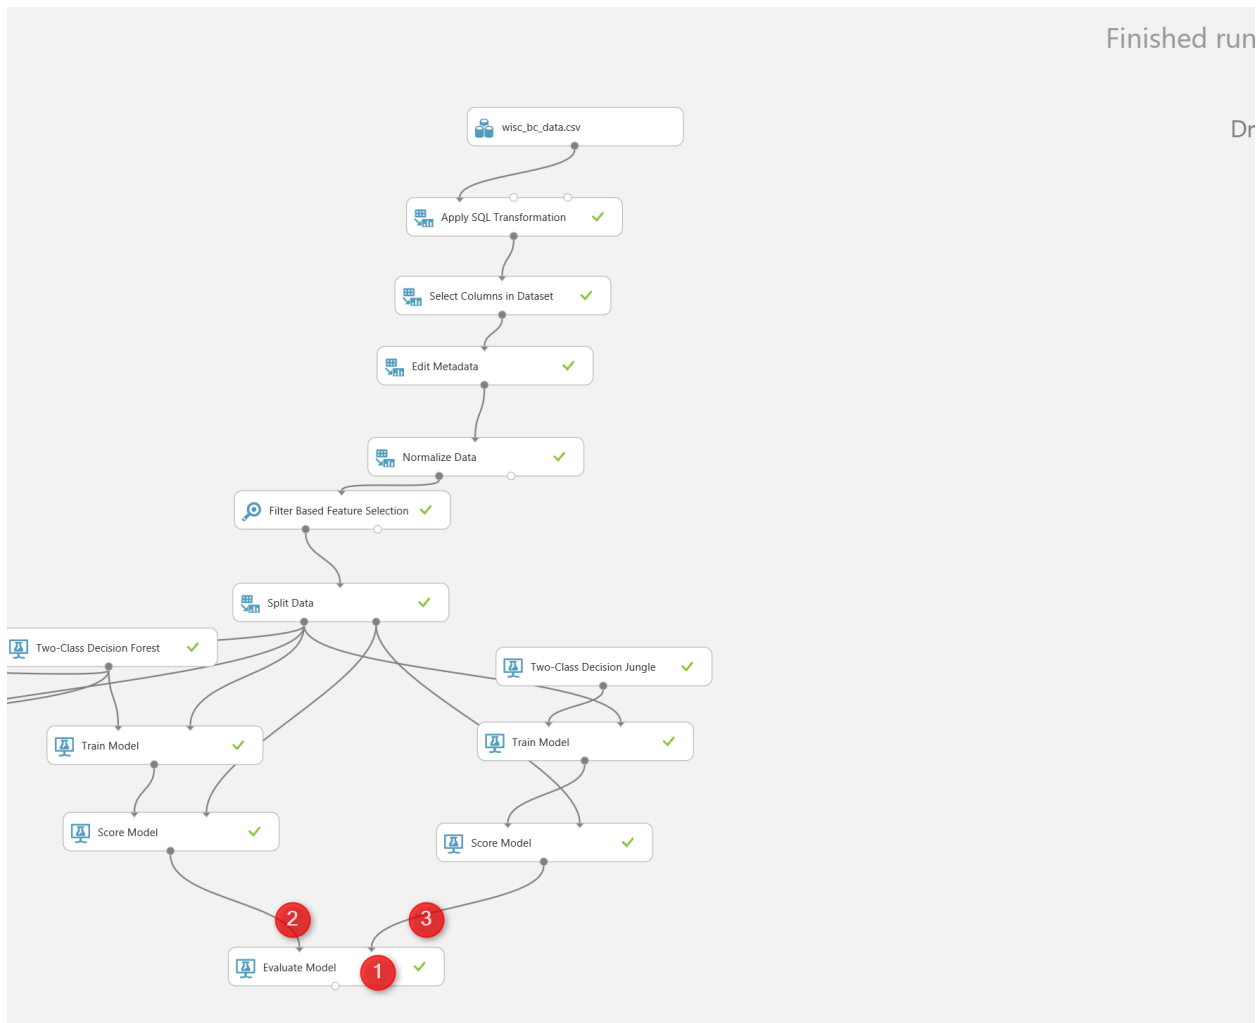 Finished run
Dr
wisc_bc_data.csv
Apply SQL Transformation
Select Columns in Dataset
Edit Metadata
Normalize Data
Filter Based Feature Selection
Split Data
Two-Class Decision Forest
Two-Class Decision Jungle
Train Model
Train Model
Score Model
Score Model
2
3
Evaluate Model
1